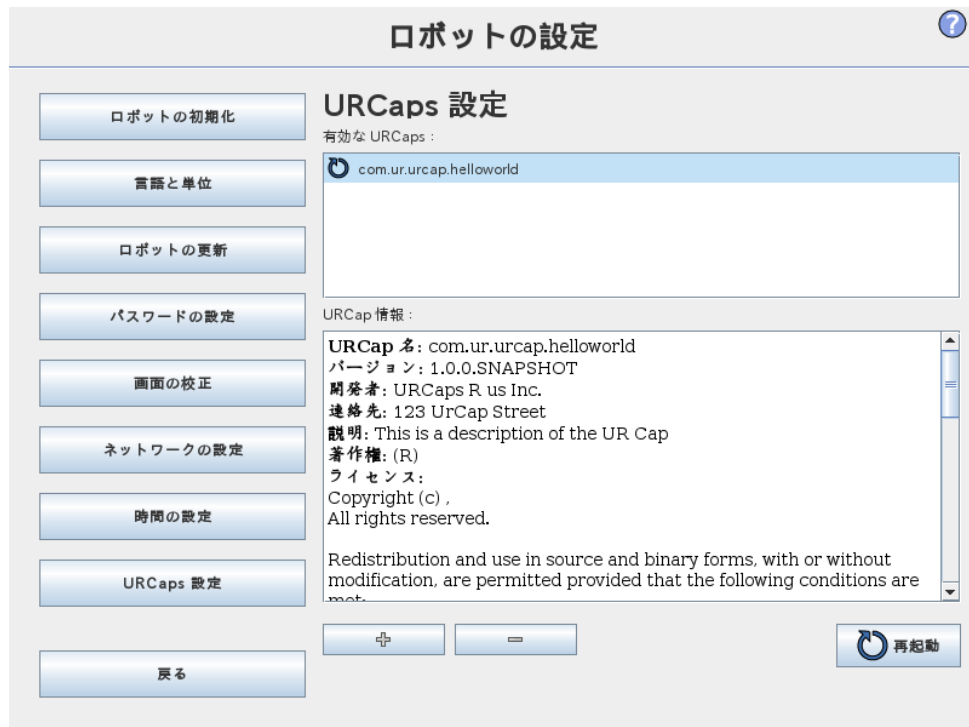 ロボットの設定
?
ロボットの初期化
言語と単位
ロボットの更新
パスワードの設定
画面の校正
ネットワークの設定
時間の設定
URCaps 設定
戻る
URCaps 設定
有効な URCaps :
com.ur.urcap.helloworld
URCap 情報 :
URCap 名: com.ur.urcap.helloworld
バージョン: 1.0.0.SNAPSHOT
開発者: URCaps R us Inc.
連絡先: 123 UrCap Street
説明: This is a description of the UR Cap
著作権: (R)
ライセンス:
Copyright (c) ,
All rights reserved.
Redistribution and use in source and binary forms, with or without
modification, are permitted provided that the following conditions are
met:
再起動